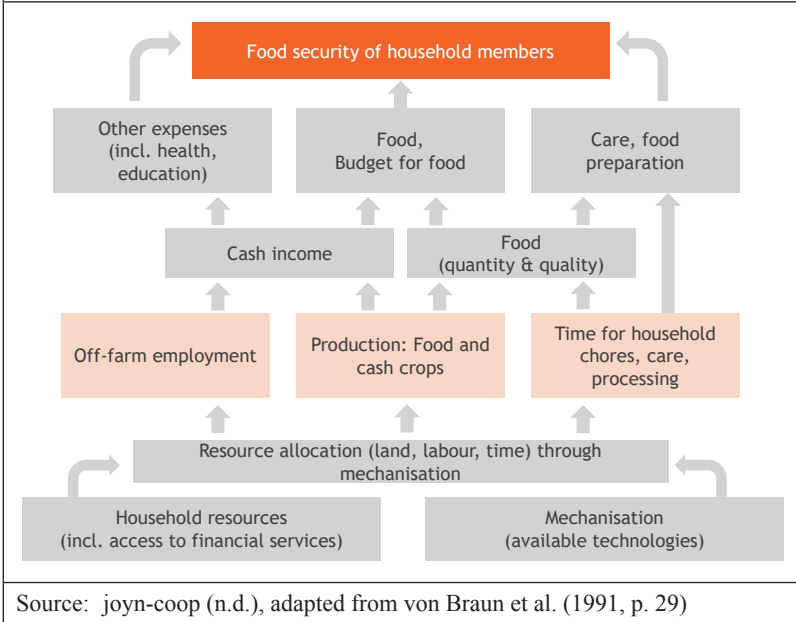 Food security of household members
Other expenses
(incl. health,
education)
Food,
Budget for food
Care, food
preparation
Cash income
Food
(quantity & quality)
Off-farm employment
Production: Food and
cash crops
Time for household
chores, care,
processing
Resource allocation (land, labour, time) through
mechanisation
Household resources
(incl. access to financial services)
Mechanisation
(available technologies)
Source: joyn-coop (n.d.), adapted from von Braun et al. (1991, p. 29)